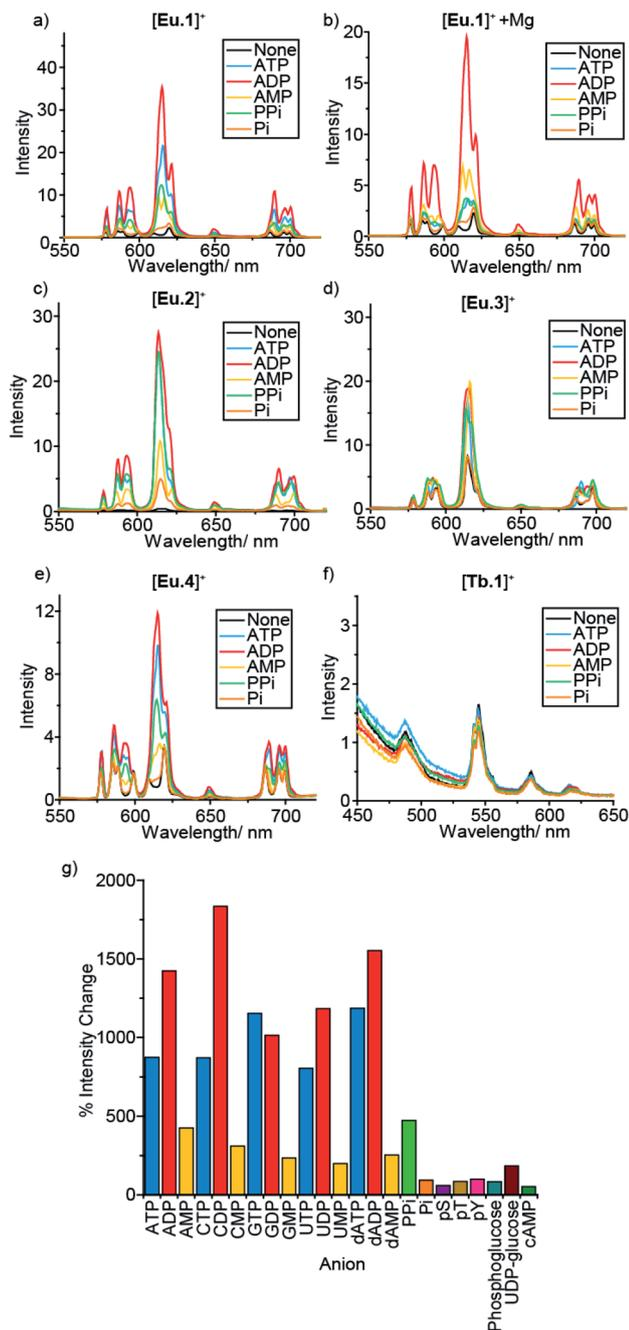 a)
[Eu.1]+
40
30
20
10
0
550
600
650
700
Intensity
Wavelength/ nm
None
ATP
ADP
AMP
PPi
Pi
b)
[Eu.1]+ +Mg
20
15
10
5
0
550
600
650
700
Intensity
Wavelength/ nm
None
ATP
ADP
AMP
PPi
Pi
c)
[Eu.2]+
30
20
10
0
550
600
650
700
Intensity
Wavelength/ nm
None
ATP
ADP
AMP
PPi
Pi
d)
[Eu.3]+
30
20
10
0
550
600
650
700
Intensity
Wavelength/ nm
None
ATP
ADP
AMP
PPi
Pi
e)
[Eu.4]+
12
8
4
0
550
600
650
700
Intensity
Wavelength/ nm
None
ATP
ADP
AMP
PPi
Pi
f)
[Tb.1]+
3
2
1
0
450
500
550
600
650
Intensity
Wavelength/ nm
None
ATP
ADP
AMP
PPi
Pi
g)
2000
1500
1000
500
0
% Intensity Change
ATP
ADP
AMP
CTP
CDP
CMP
GTP
GDP
GMP
UTP
UDP
UMP
dATP
dADP
dAMP
PPi
Pi
pS
pT
pY
Phosphoglucose
UDP-glucose
cAMP
Anion